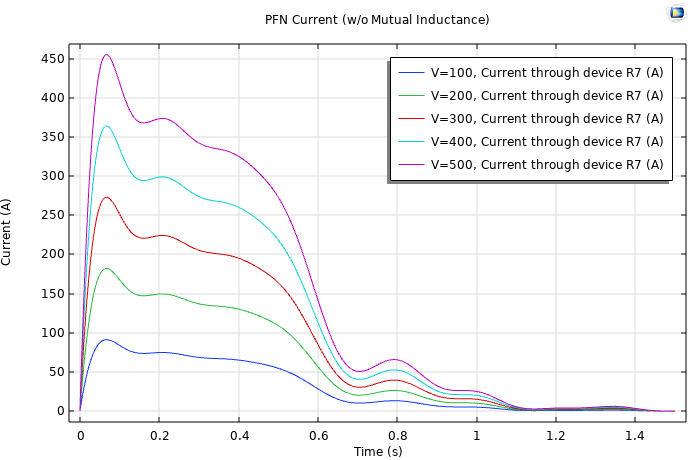 PFN Current (w/o Mutual Inductance)
Current (A)
450
400
350
300
250
200
150
100
50
0
V=100, Current through device R7 (A)
V=200, Current through device R7 (A)
V=300, Current through device R7 (A)
V=400, Current through device R7 (A)
V=500, Current through device R7 (A)
0 0.2 0.4 0.6 0.8 1 1.2 1.4
Time (s)